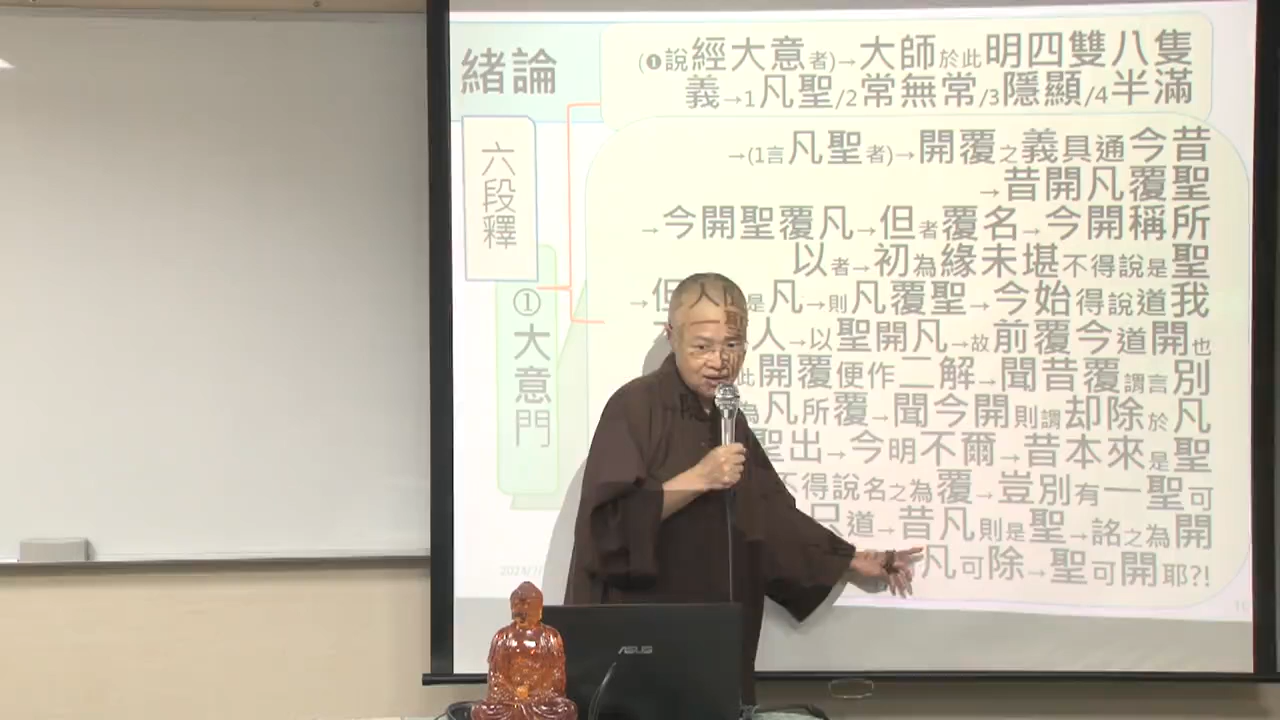 緒論
六段釋
①大意門
(❶說經大意者)→大師於此明四雙八隻
義→1凡聖/2常無常/3隱顯/4半滿
→(1言凡聖者)→開覆之義具通今昔
→昔開凡覆聖
→今開聖覆凡→但者覆名→今開稱所
以者→初為緣未堪不得說是聖
→但是凡→則凡覆聖→今始得說道我
人→以聖開凡→故前覆今道開也
此開覆便作二解→聞昔覆謂言別
為凡所覆→聞今開則謂却除於凡
聖出→今明不爾→昔本來是聖
不得說名之為覆→豈別有一聖可
只道→昔凡則是聖→詺之為開
凡可除→聖可開耶?!
16
ASUS